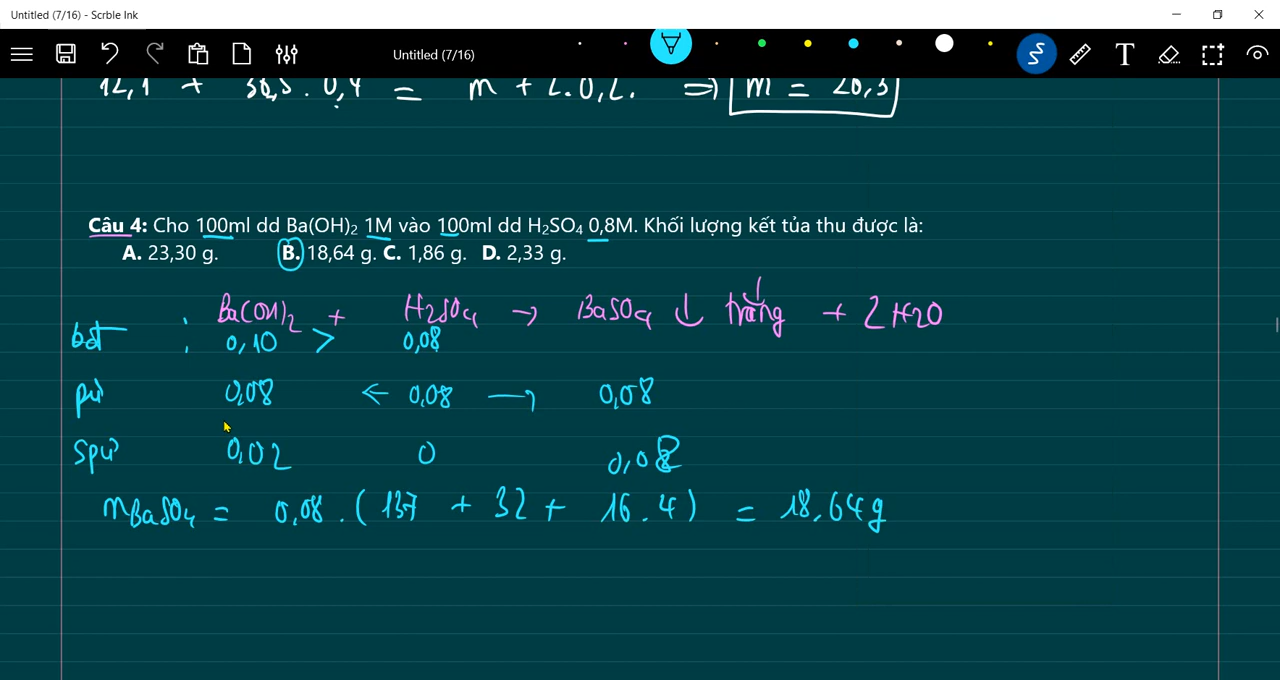 Untitled (7/16) - Scrble Ink
Untitled (7/16)
12,1 + 36,5 . 0,4 = m + 2.0,2. ⇒ m = 26,3
Câu 4: Cho 100ml dd Ba(OH)₂ 1M vào 100ml dd H₂SO₄ 0,8M. Khối lượng kết tủa thu được là:
A. 23,30 g. B. 18,64 g. C. 1,86 g. D. 2,33 g.
Ba(OH)2 + H2SO4 → BaSO4 ↓ trắng + 2H2O
bđ : 0,10 > 0,08
pứ 0,08 ← 0,08 → 0,08
spứ 0,02 0 0,08
mBaSO4 = 0,08 . (137 + 32 + 16.4) = 18,64g